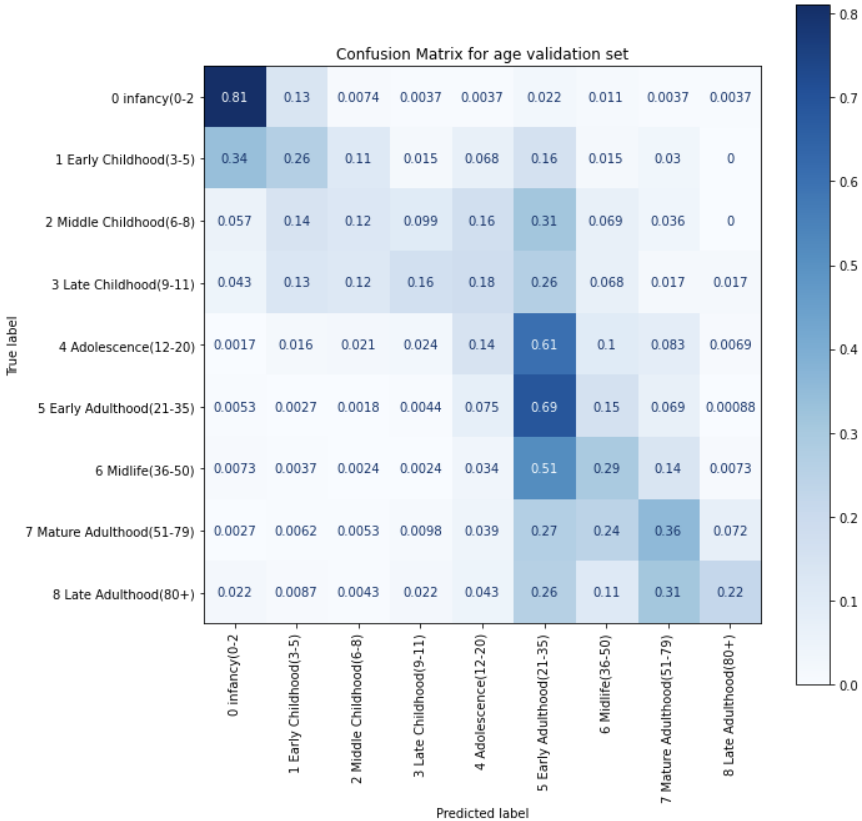 Confusion Matrix for age validation set
0 infancy(0-2 0.81 0.13 0.0074 0.0037 0.0037 0.022 0.011 0.0037 0.0037
1 Early Childhood(3-5) 0.34 0.26 0.11 0.015 0.068 0.16 0.015 0.03 0
2 Middle Childhood(6-8) 0.057 0.14 0.12 0.099 0.16 0.31 0.069 0.036 0
3 Late Childhood(9-11) 0.043 0.13 0.12 0.16 0.18 0.26 0.068 0.017 0.017
4 Adolescence(12-20) 0.0017 0.016 0.021 0.024 0.14 0.61 0.1 0.083 0.0069
5 Early Adulthood(21-35) 0.0053 0.0027 0.0018 0.0044 0.075 0.69 0.15 0.069 0.00088
6 Midlife(36-50) 0.0073 0.0037 0.0024 0.0024 0.034 0.51 0.29 0.14 0.0073
7 Mature Adulthood(51-79) 0.0027 0.0062 0.0053 0.0098 0.039 0.27 0.24 0.36 0.072
8 Late Adulthood(80+) 0.022 0.0087 0.0043 0.022 0.043 0.26 0.11 0.31 0.22
True label
0 infancy(0-2
1 Early Childhood(3-5)
2 Middle Childhood(6-8)
3 Late Childhood(9-11)
4 Adolescence(12-20)
5 Early Adulthood(21-35)
6 Midlife(36-50)
7 Mature Adulthood(51-79)
8 Late Adulthood(80+)
Predicted label
0.8
0.7
0.6
0.5
0.4
0.3
0.2
0.1
0.0